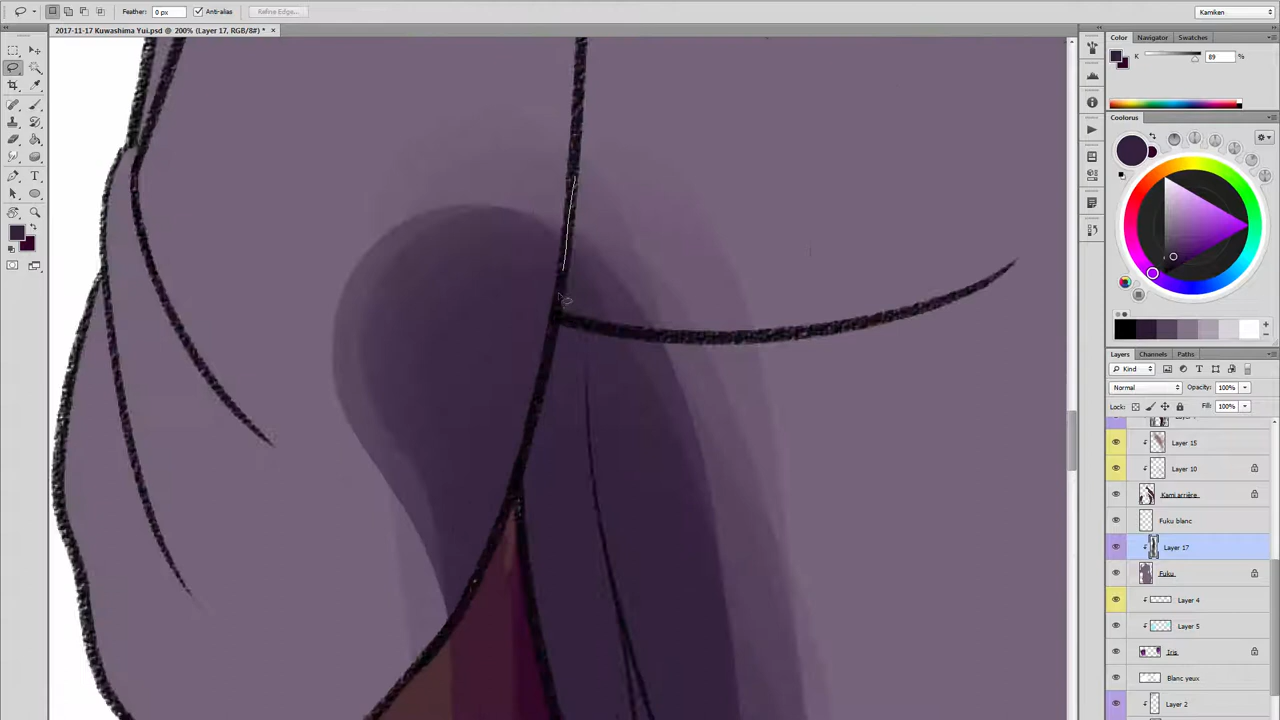 Feather: 0 px Anti-alias Refine Edge... Kamiken
2017-11-17 Kuwashima Yui.psd @ 200% (Layer 17, RGB/8#) * ×
Color Navigator Swatches
K 89 %
Coolorus
Layers Channels Paths
Kind
Normal Opacity: 100%
Lock: Fill: 100%
Layer 15
Layer 10
Kami arrière
Fuku blanc
Layer 17
Fuku
Layer 4
Layer 5
Iris
Blanc yeux
Layer 2